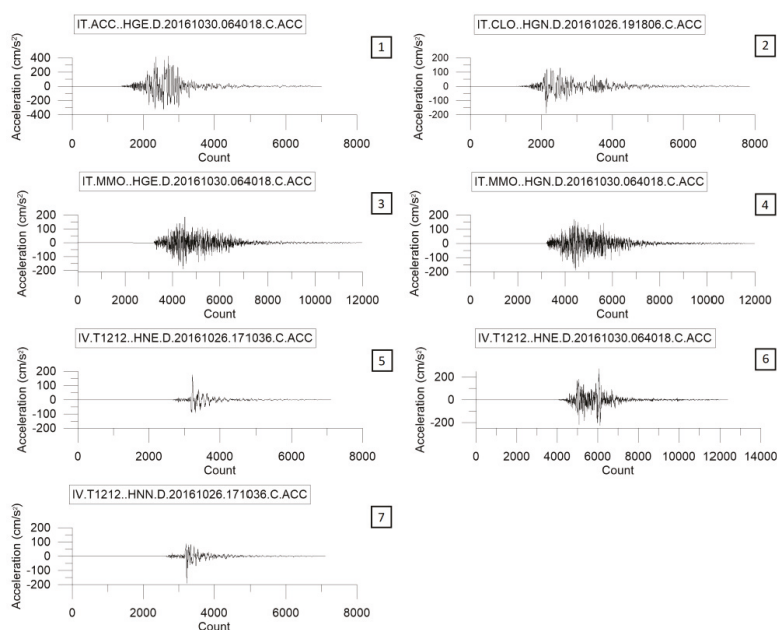 IT.ACC..HGE.D.20161030.064018.C.ACC
1
Acceleration (cm/s²)
400
200
0
-200
-400
0 2000 4000 6000 8000
Count
IT.CLO..HGN.D.20161026.191806.C.ACC
2
Acceleration (cm/s²)
200
100
0
-100
-200
0 2000 4000 6000 8000
Count
IT.MMO..HGE.D.20161030.064018.C.ACC
3
Acceleration (cm/s²)
200
100
0
-100
-200
0 2000 4000 6000 8000 10000 12000
Count
IT.MMO..HGN.D.20161030.064018.C.ACC
4
Acceleration (cm/s²)
200
100
0
-100
-200
0 2000 4000 6000 8000 10000 12000
Count
IV.T1212..HNE.D.20161026.171036.C.ACC
5
Acceleration (cm/s²)
200
100
0
-100
-200
0 2000 4000 6000 8000
Count
IV.T1212..HNE.D.20161030.064018.C.ACC
6
Acceleration (cm/s²)
200
0
-200
0 2000 4000 6000 8000 10000 12000 14000
Count
IV.T1212..HNN.D.20161026.171036.C.ACC
7
Acceleration (cm/s²)
200
100
0
-100
-200
0 2000 4000 6000 8000
Count